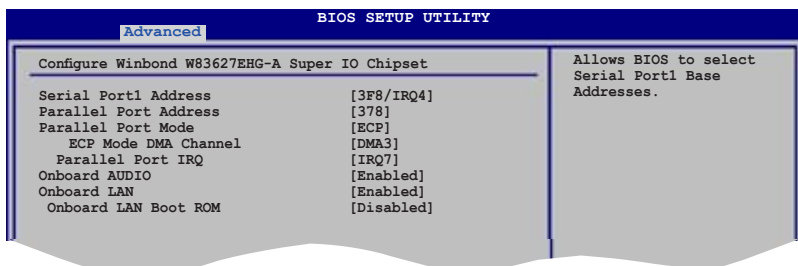 BIOS SETUP UTILITY
Advanced
Configure Winbond W83627EHG-A Super IO Chipset
Serial Port1 Address [3F8/IRQ4]
Parallel Port Address [378]
Parallel Port Mode [ECP]
ECP Mode DMA Channel [DMA3]
Parallel Port IRQ [IRQ7]
Onboard AUDIO [Enabled]
Onboard LAN [Enabled]
Onboard LAN Boot ROM [Disabled]
Allows BIOS to select
Serial Port1 Base
Addresses.